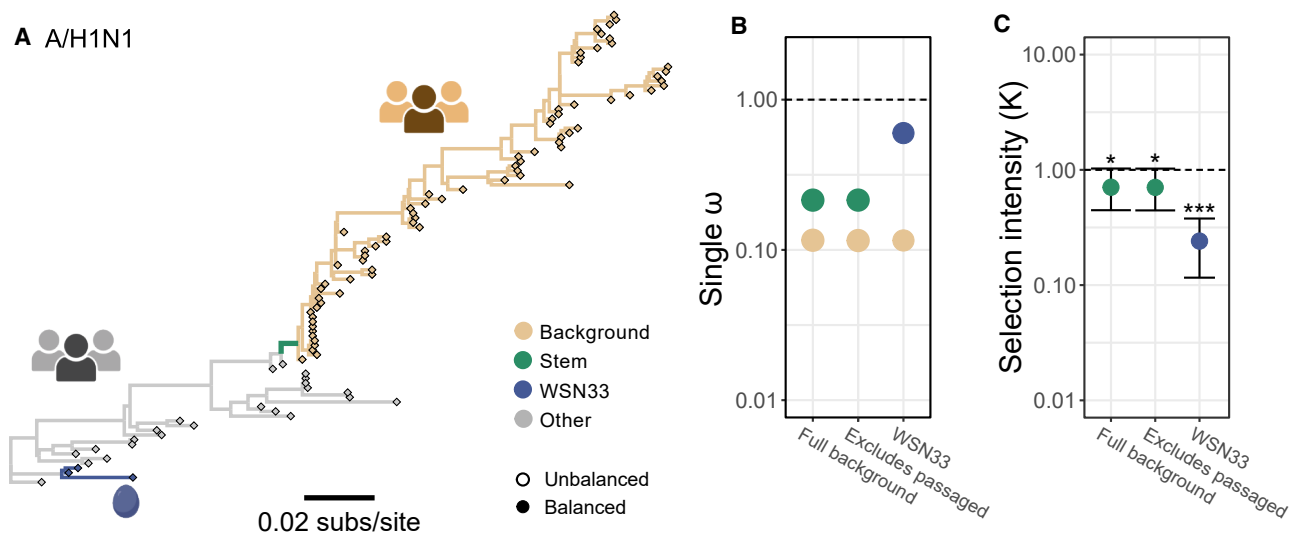 A A/H1N1
Background
Stem
WSN33
Other
Unbalanced
Balanced
0.02 subs/site
B
Single ω
1.00
0.10
0.01
Full background
Excludes passaged
WSN33
C
Selection intensity (K)
10.00
1.00
0.10
0.01
*
*
***
Full background
Excludes passaged
WSN33